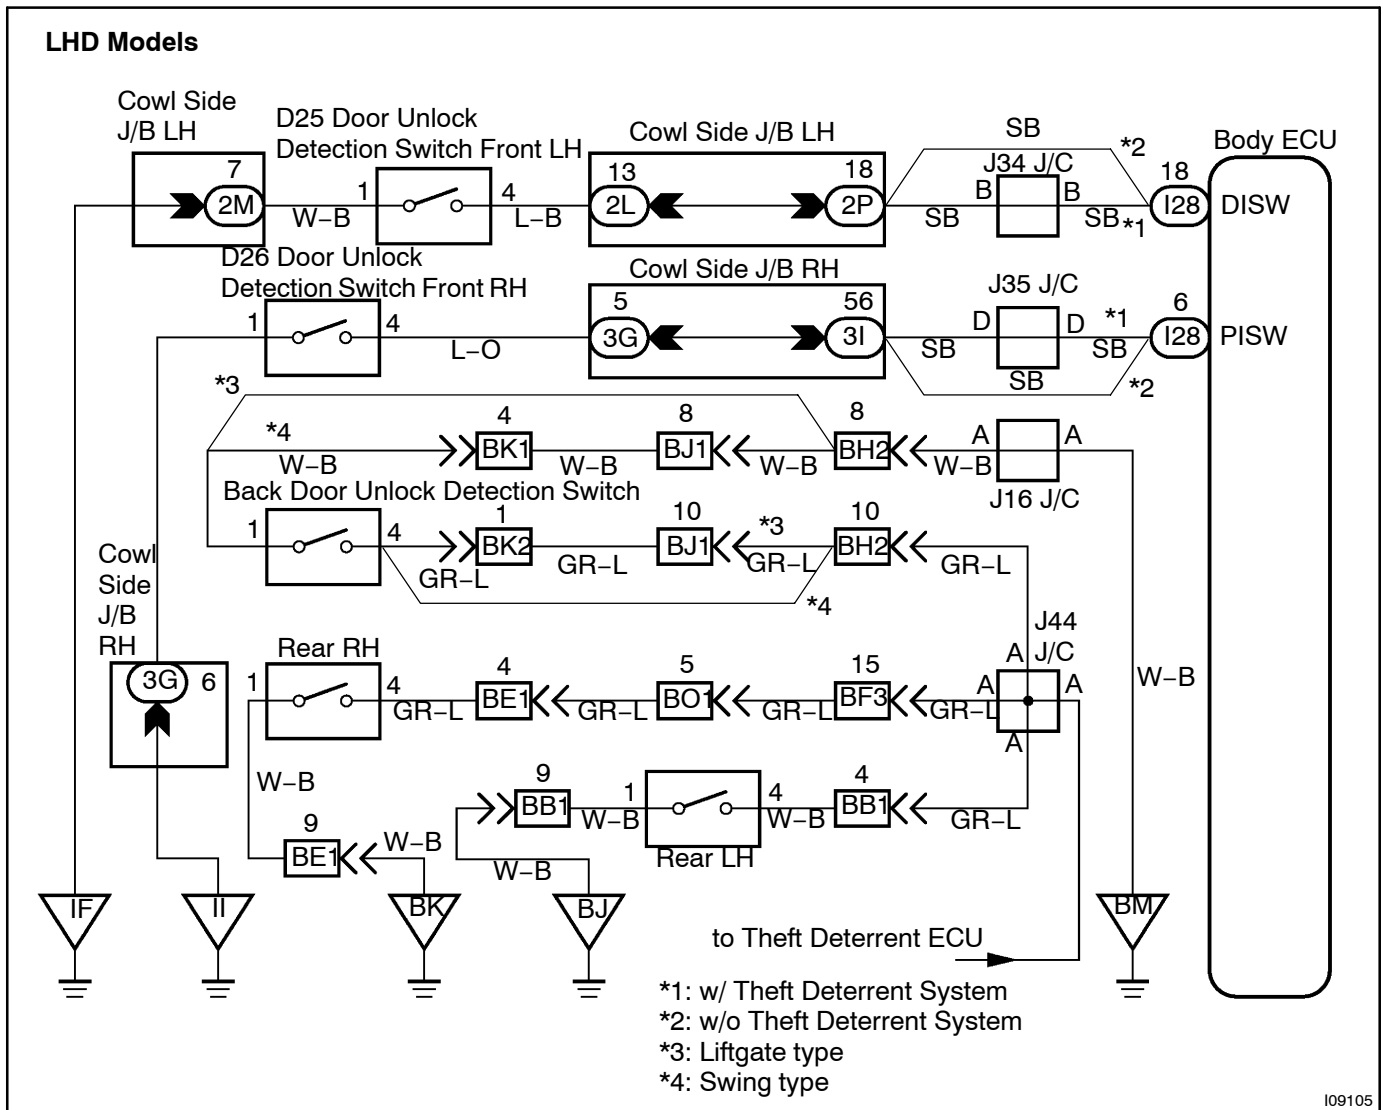 LHD Models
Cowl Side
J/B LH
D25 Door Unlock
Detection Switch Front LH
Cowl Side J/B LH
SB
*2
Body ECU
7
2M
W-B
1
4
L-B
13
2L
18
2P
SB
J34 J/C
B
B
SB
*1
18
I28
DISW
D26 Door Unlock
Detection Switch Front RH
Cowl Side J/B RH
1
4
L-O
5
3G
56
3I
SB
J35 J/C
D
D
*1
SB
SB
*2
6
I28
PISW
*3
*4
W-B
4
BK1
W-B
8
BJ1
W-B
8
BH2
W-B
A
A
J16 J/C
Back Door Unlock Detection Switch
1
4
GR-L
1
BK2
GR-L
10
BJ1
*3
GR-L
10
BH2
GR-L
*4
Cowl
Side
J/B
RH
3G
6
Rear RH
1
4
GR-L
4
BE1
GR-L
5
BO1
GR-L
15
BF3
GR-L
J44
J/C
A
A
A
A
W-B
W-B
9
BE1
W-B
9
BB1
W-B
1
4
W-B
Rear LH
4
BB1
GR-L
W-B
IF
II
BK
BJ
BM
to Theft Deterrent ECU
*1: w/ Theft Deterrent System
*2: w/o Theft Deterrent System
*3: Liftgate type
*4: Swing type
I09105